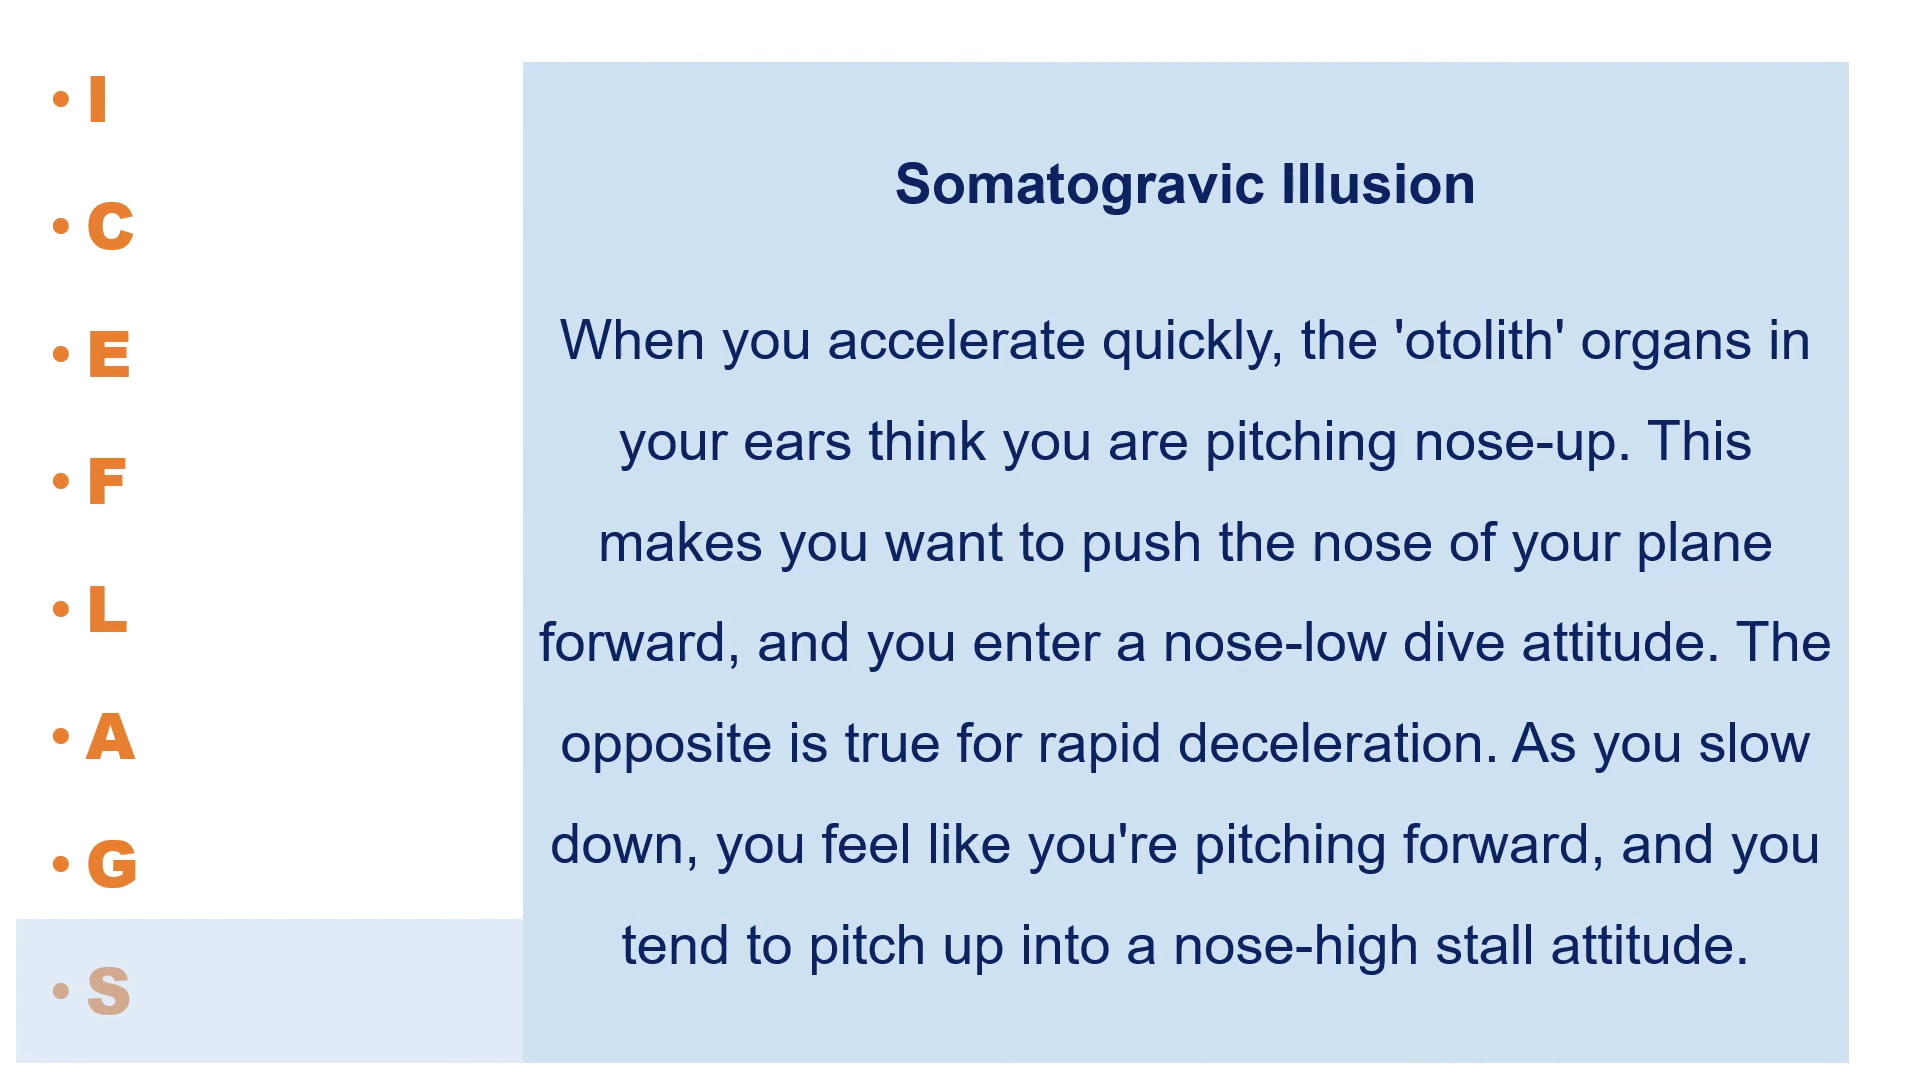 • I
• C
• E
• F
• L
• A
• G
• S
Somatogravic Illusion
When you accelerate quickly, the 'otolith' organs in
your ears think you are pitching nose-up. This
makes you want to push the nose of your plane
forward, and you enter a nose-low dive attitude. The
opposite is true for rapid deceleration. As you slow
down, you feel like you're pitching forward, and you
tend to pitch up into a nose-high stall attitude.